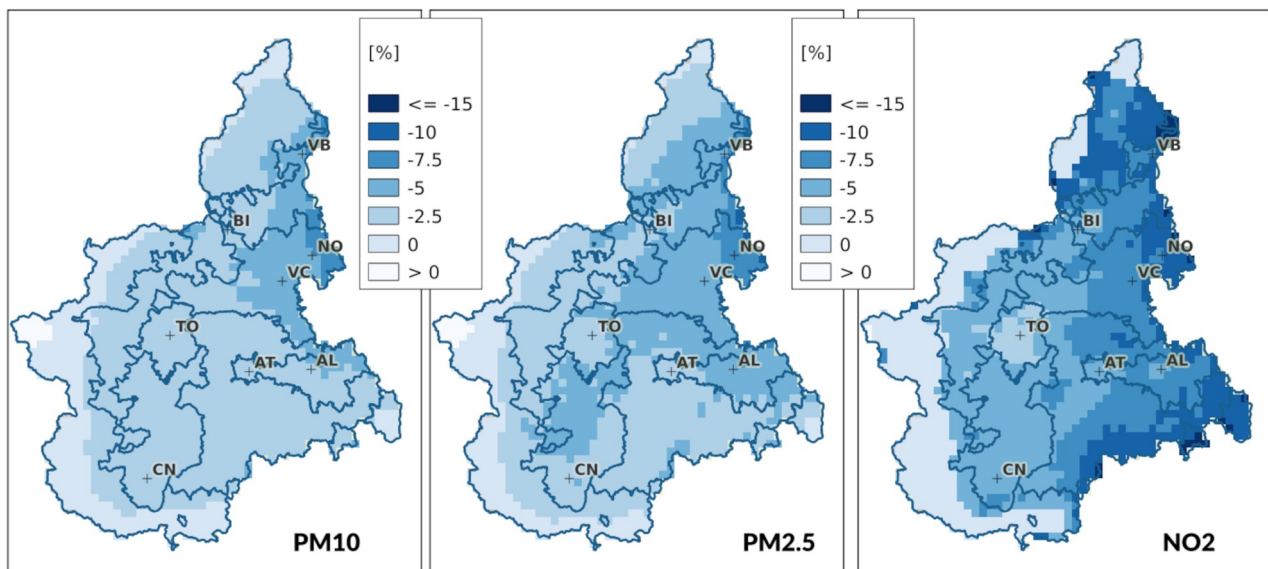 [%]
<= -15
-10
-7.5
-5
-2.5
0
> 0
VB
BI
NO
VC
TO
AT
AL
CN
PM10
[%]
<= -15
-10
-7.5
-5
-2.5
0
> 0
VB
BI
NO
VC
TO
AT
AL
CN
PM2.5
VB
BI
NO
VC
TO
AT
AL
CN
NO2